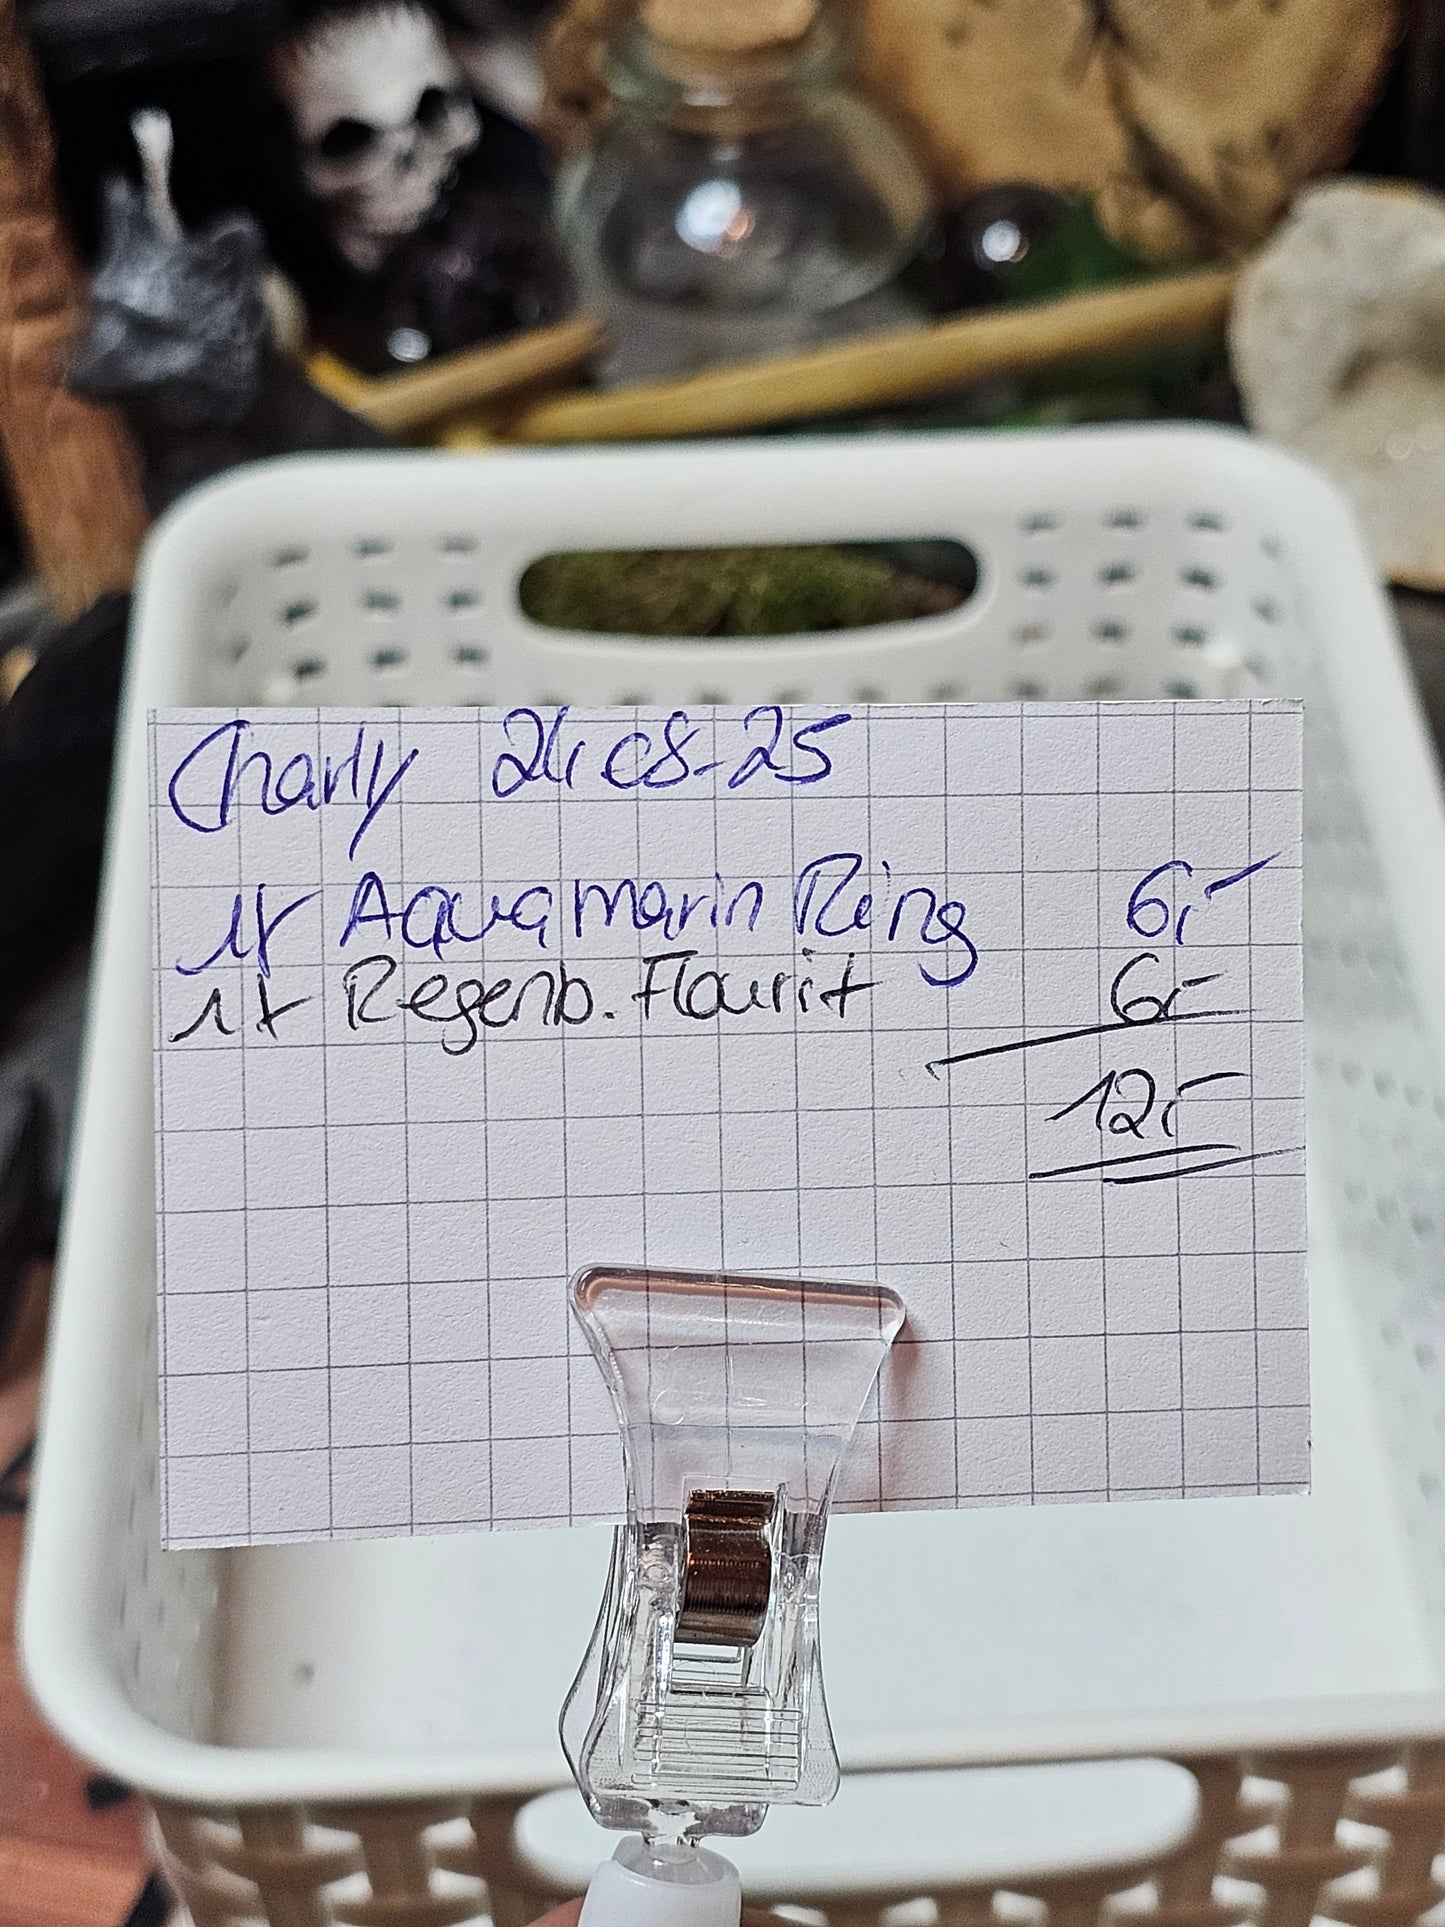 Charly 24.08.25
1x Aquamarin Ring 6,-
1x Regenb. Flourit 6,-
12,-